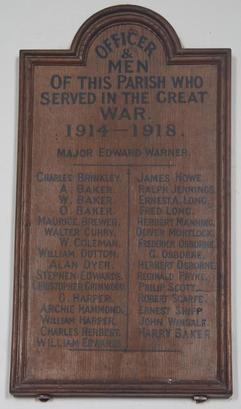 OFFICER
&
MEN
OF THIS PARISH WHO
SERVED IN THE GREAT
WAR.
1914 — 1918.
MAJOR EDWARD WARNER.
CHARLES BRINKLEY.
A. BAKER.
W. BAKER.
O. BAKER.
MAURICE BREWER.
WALTER CURRY.
W. COLEMAN.
WILLIAM DUTTON.
ALAN DYER.
STEPHEN EDWARDS.
CHRISTOPHER GRIMWOOD.
G. HARPER.
ARCHIE HAMMOND.
WILLIAM HARPER.
CHARLES HERBERT.
WILLIAM EDWARDS.
JAMES HOWE.
RALPH JENNINGS.
ERNEST A. LONG.
FRED LONG.
HERBERT MANNING.
OLIVER MORTLOCK.
FREDERICK OSBORNE.
G. OSBORNE.
HERBERT OSBORNE.
REGINALD PRYKE.
PHILIP SCOTT.
ROBERT SCARFE.
ERNEST SHIPP.
JOHN
HARRY BAKER.